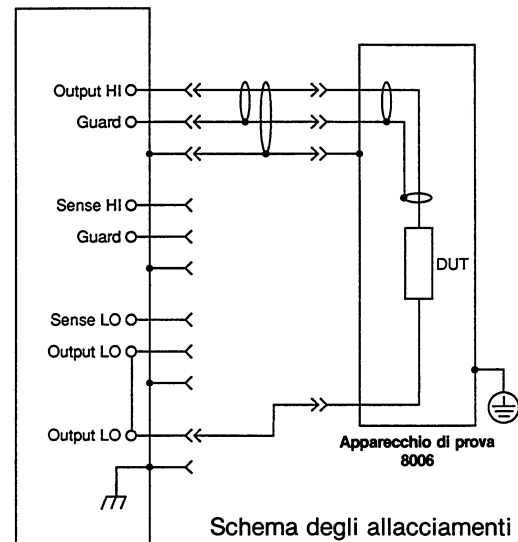 Output HI
Guard
Sense HI
Guard
DUT
Sense LO
Output LO
Output LO
Apparecchio di prova
8006
Schema degli allacciamenti